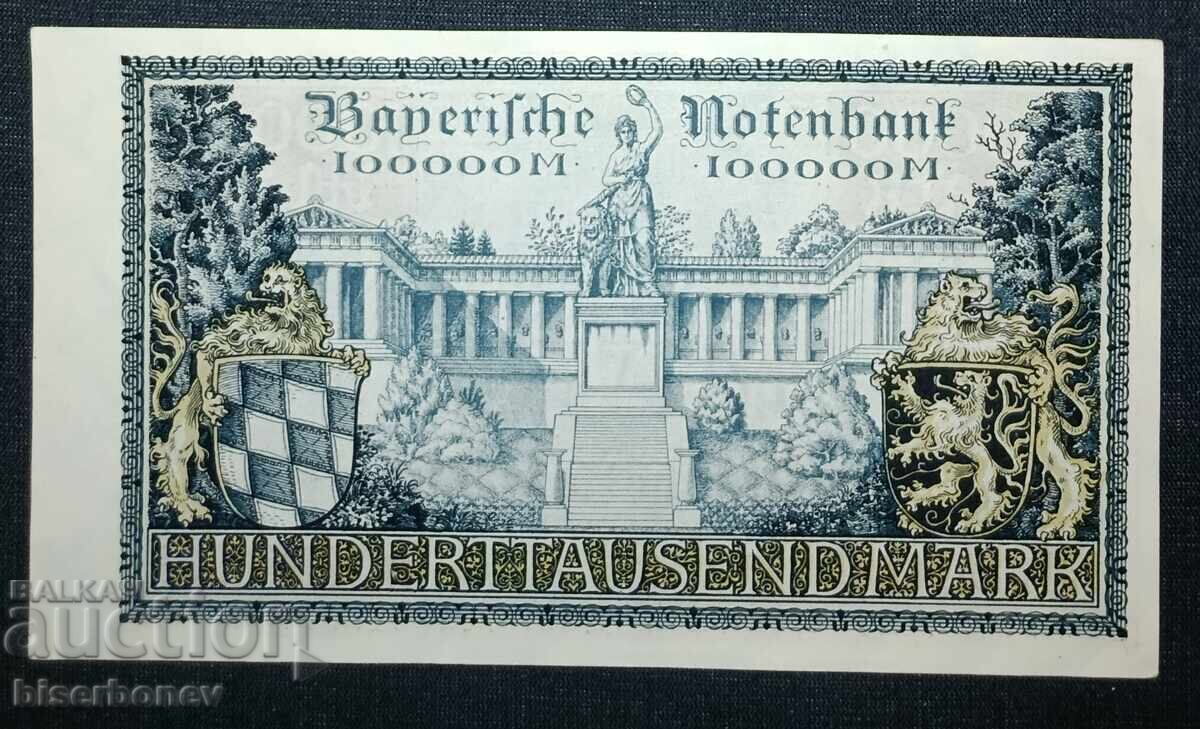 Bayerische Notenbank
·100000M· ·100000M·
HUNDERTTAUSENDMARK
BALKAN
auction
biserbonev